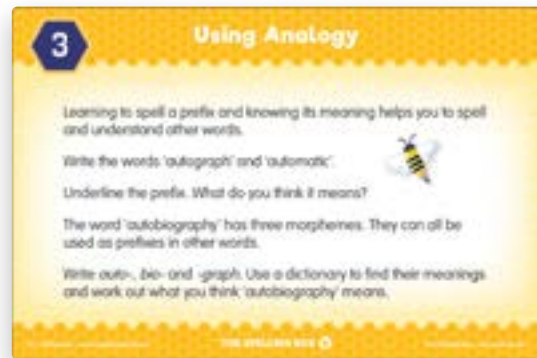 3
Using Analogy
Learning to spell a prefix and knowing its meaning helps you to spell
and understand other words.
Write the words 'autograph' and 'automatic'.
Underline the prefix. What do you think it means?
The word 'autobiography' has three morphemes. They can all be
used as prefixes in other words.
Write auto-, bio- and -graph. Use a dictionary to find their meanings
and work out what you think 'autobiography' means.
THE SPELLING BEE